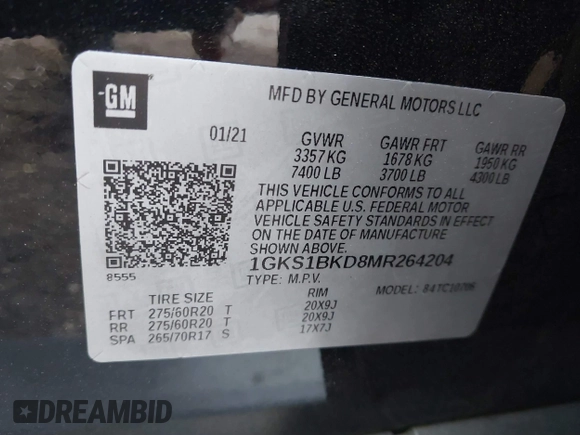 GM
MFD BY GENERAL MOTORS LLC
01/21 GVWR GAWR FRT GAWR RR
3357 KG 1678 KG 1950 KG
7400 LB 3700 LB 4300 LB
THIS VEHICLE CONFORMS TO ALL
APPLICABLE U.S. FEDERAL MOTOR
VEHICLE SAFETY STANDARDS IN EFFECT
ON THE DATE OF MANUFACTURE
SHOWN ABOVE.
8555
1GKS1BKD8MR264204
TYPE: M.P.V. MODEL:
TIRE SIZE RIM
FRT 275/60R20 T 20X9J
RR 275/60R20 T 20X9J
SPA 265/70R17 S 17X7J
DREAMBID